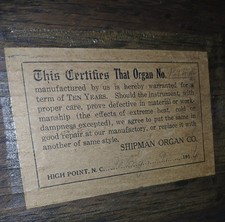 This Certifies That Organ No.
manufactured by us is hereby warranted for a
term of TEN YEARS. Should the instrument, with
proper care, prove defective in material or work-
manship (the effects of extreme heat, cold or
dampness excepted), we agree to put the same in
good repair at our manufactory, or replace it with
another of same style.
SHIPMAN ORGAN CO.
HIGH POINT, N. C.